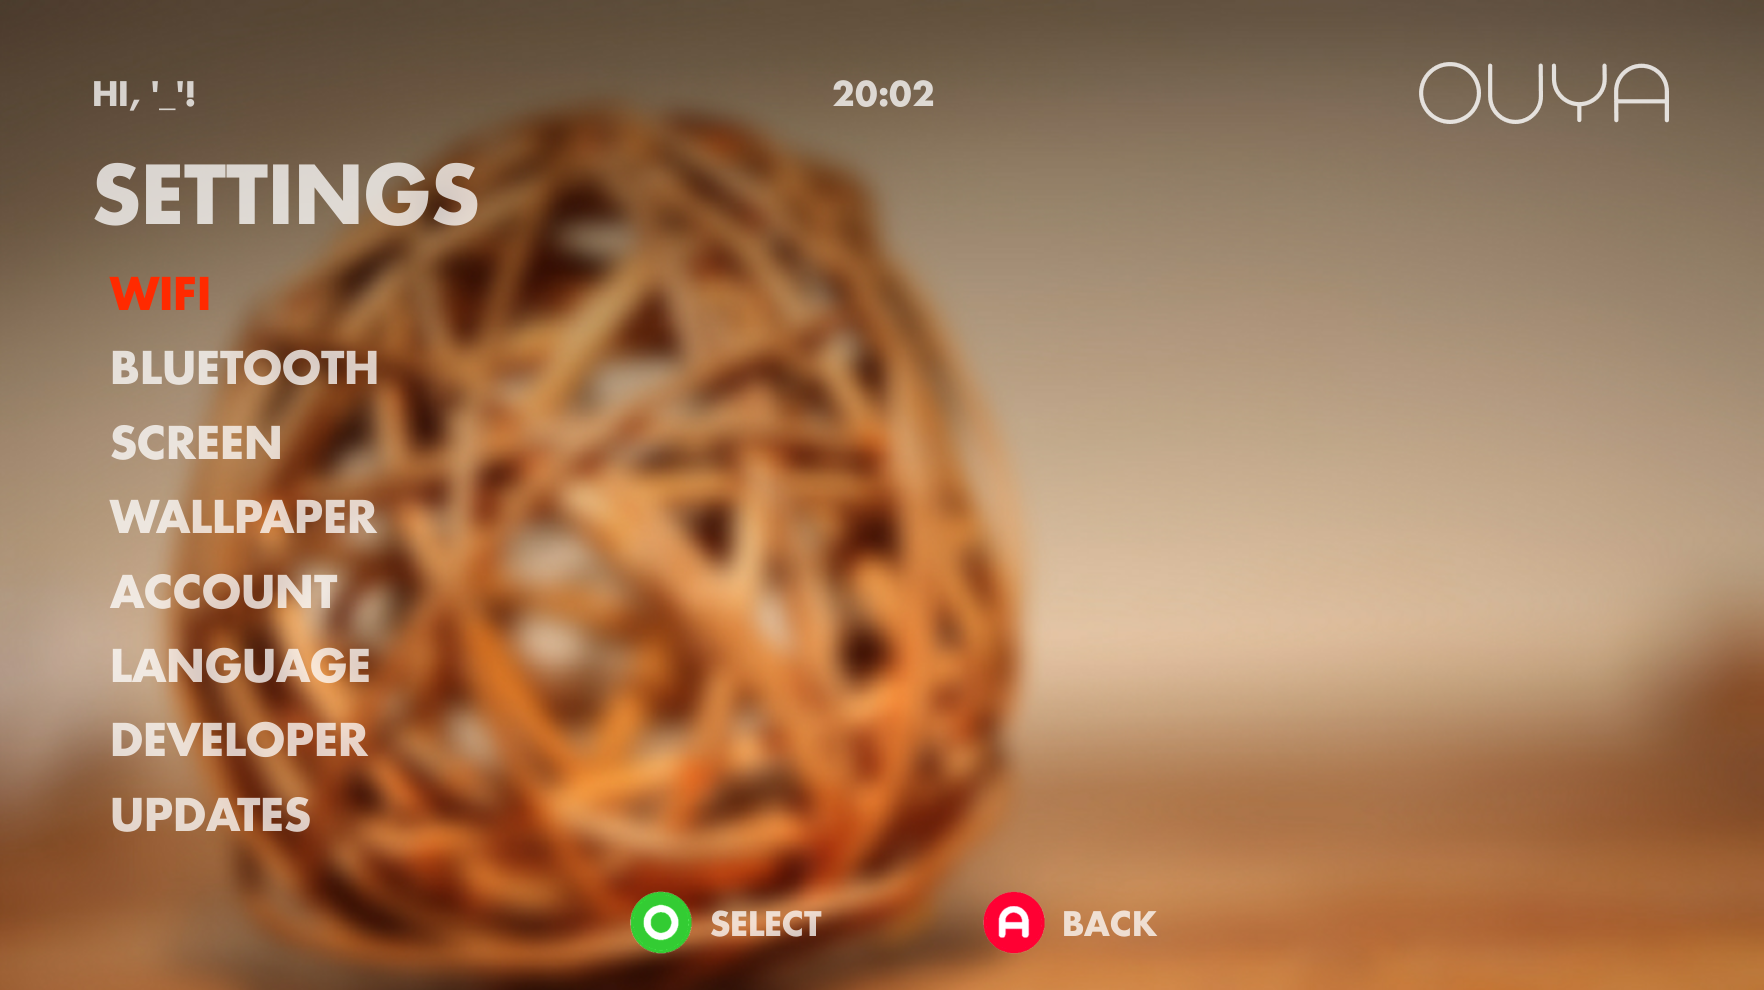 HI, '_'!
20:02
OUYA
SETTINGS
WIFI
BLUETOOTH
SCREEN
WALLPAPER
ACCOUNT
LANGUAGE
DEVELOPER
UPDATES
O SELECT
A BACK